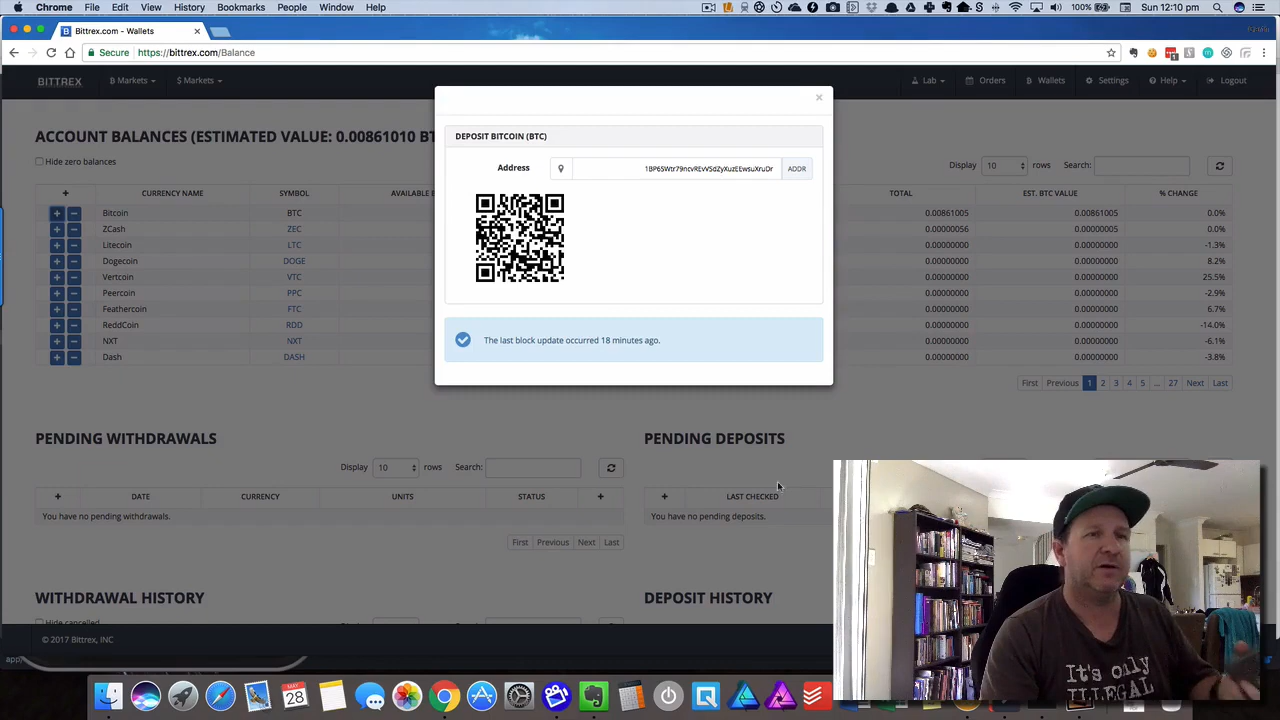 Chrome File Edit View History Bookmarks People Window Help 100% Sun 12:10 pm
Bittrex.com - Wallets
Secure https://bittrex.com/Balance
BITTREX B Markets $ Markets Lab Orders Wallets Settings Help Logout
ACCOUNT BALANCES (ESTIMATED VALUE: 0.00861010 BT
Hide zero balances Display 10 rows Search:
DEPOSIT BITCOIN (BTC)
Address ADDR
The last block update occurred 18 minutes ago.
CURRENCY NAME SYMBOL AVAILABLE TOTAL EST. BTC VALUE % CHANGE
Bitcoin BTC 0.00861005 0.00861005 0.0%
ZCash ZEC 0.00000056 0.00000005 0.0%
Litecoin LTC 0.00000000 0.00000000 -1.3%
Dogecoin DOGE 0.00000000 0.00000000 8.2%
Vertcoin VTC 0.00000000 0.00000000 25.5%
Peercoin PPC 0.00000000 0.00000000 -2.9%
Feathercoin FTC 0.00000000 0.00000000 6.7%
ReddCoin RDD 0.00000000 0.00000000 -14.0%
NXT NXT 0.00000000 0.00000000 -6.1%
Dash DASH 0.00000000 0.00000000 -3.8%
First Previous 1 2 3 4 5 ... 27 Next Last
PENDING WITHDRAWALS
Display 10 rows Search:
+ DATE CURRENCY UNITS STATUS +
You have no pending withdrawals.
First Previous Next Last
PENDING DEPOSITS
+ LAST CHECKED
You have no pending deposits.
WITHDRAWAL HISTORY
Hide cancelled
DEPOSIT HISTORY
© 2017 Bittrex, INC
app/
MAY
28
It's only
ILLEGAL